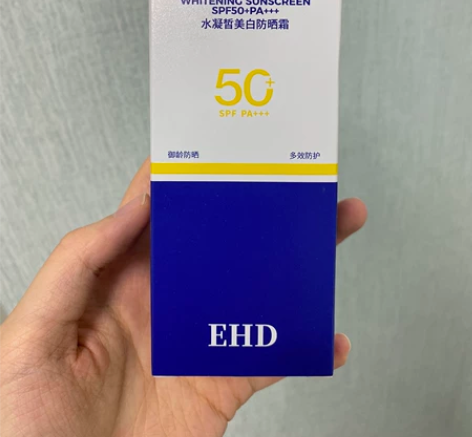 WHITENING SUNSCREEN
SPF50+PA+++
水凝皙美白防晒霜
50+
SPF PA+++
御龄防晒 多效防护
EHD